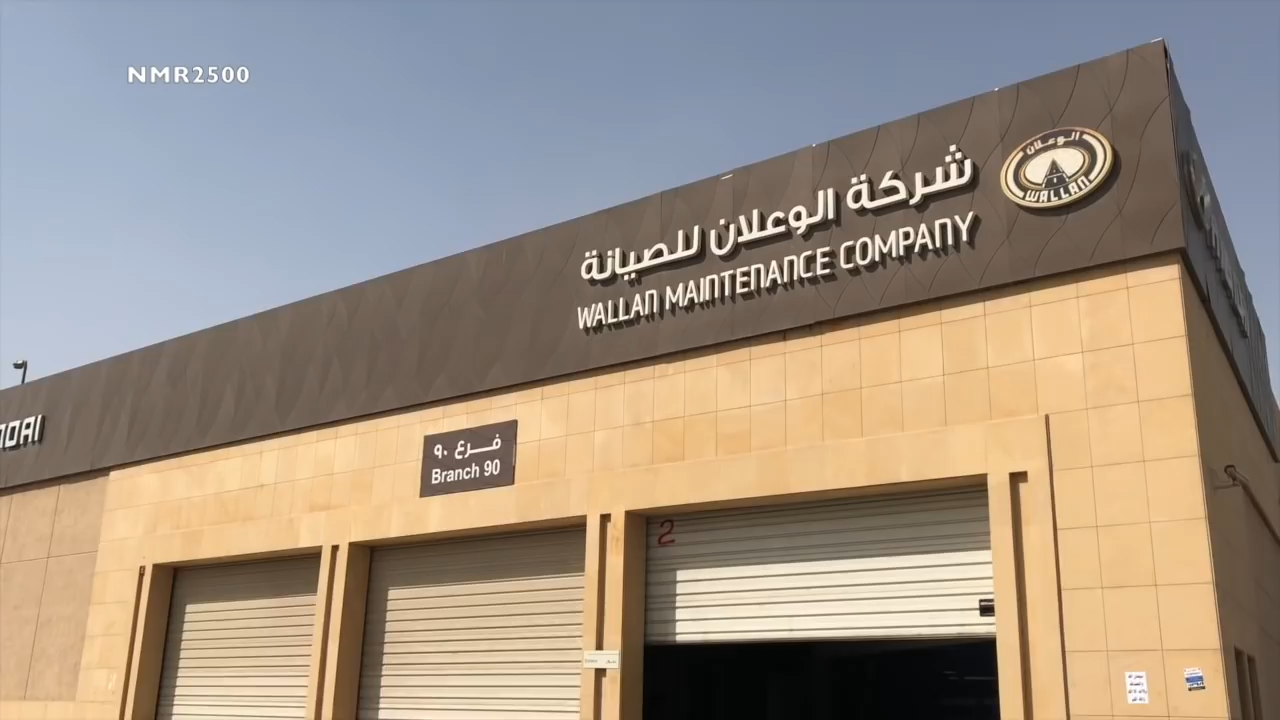 NMR2500
شركة الوعلان للصيانة
WALLAN MAINTENANCE COMPANY
الوعلان
WALLAN
فرع ٩٠
Branch 90
2